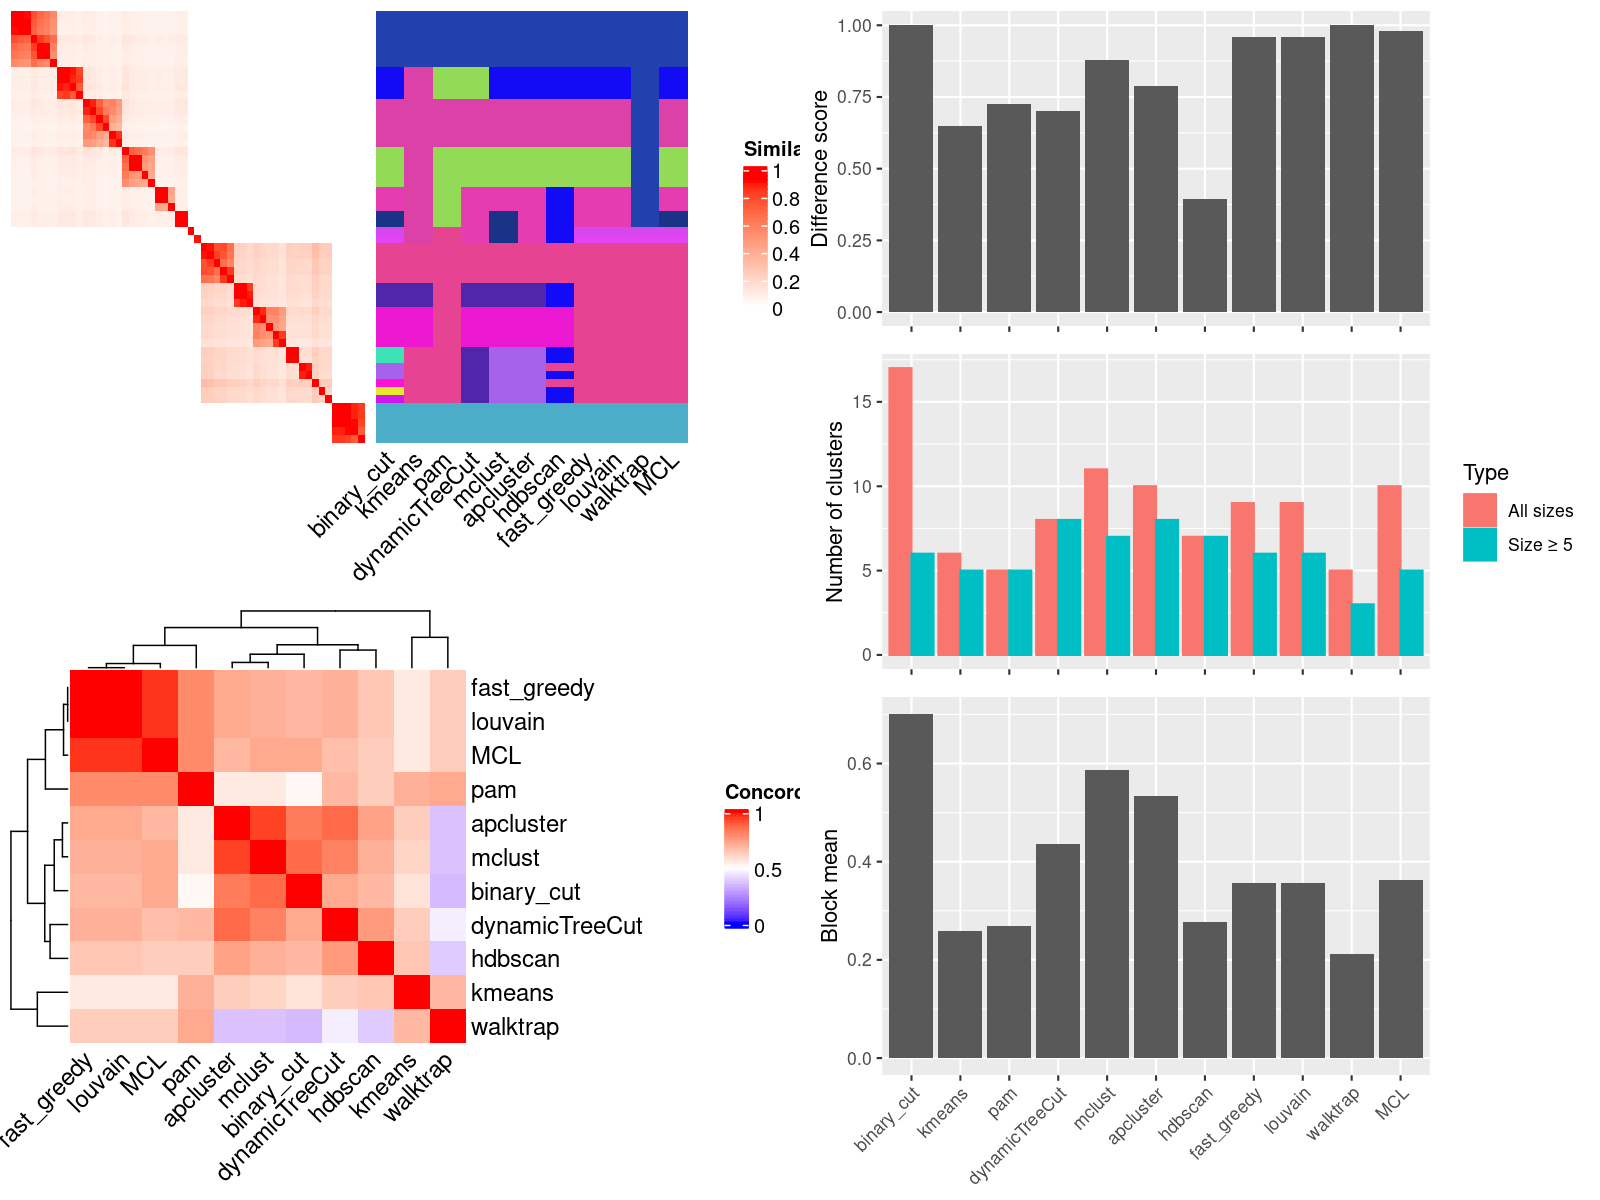 Simila
1
0.8
0.6
0.4
0.2
0
binary_cut
kmeans
pam
dynamicTreeCut
mclust
apcluster
hdbscan
fast_greedy
louvain
walktrap
MCL
fast_greedy
louvain
MCL
pam
apcluster
mclust
binary_cut
dynamicTreeCut
hdbscan
kmeans
walktrap
fast_greedy
louvain
MCL
pam
apcluster
mclust
binary_cut
dynamicTreeCut
hdbscan
kmeans
walktrap
Concord
1
0.5
0
Difference score
1.00
0.75
0.50
0.25
0.00
Number of clusters
15
10
5
0
Type
All sizes
Size ≥ 5
Block mean
0.6
0.4
0.2
0.0
binary_cut
kmeans
pam
dynamicTreeCut
mclust
apcluster
hdbscan
fast_greedy
louvain
walktrap
MCL